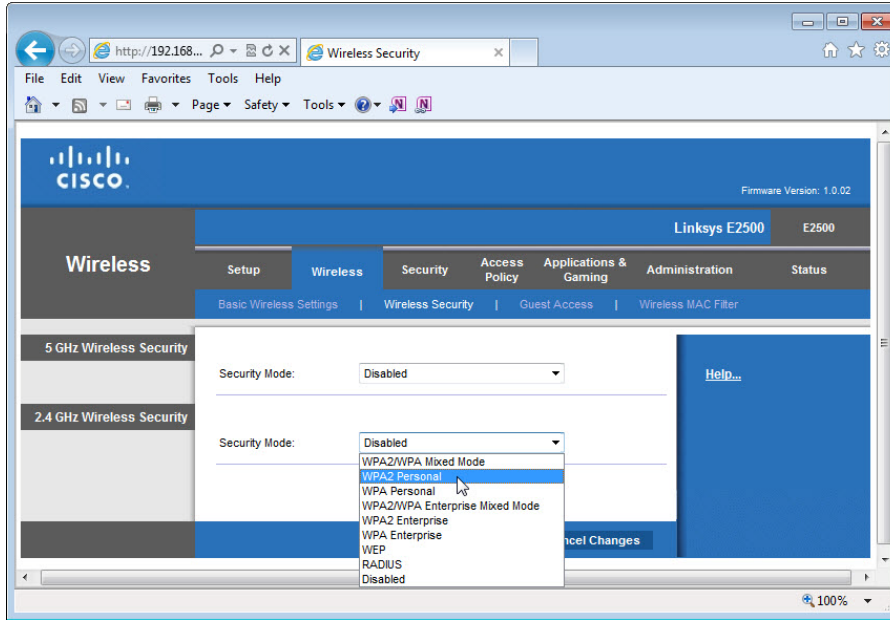 http://192.168...
Wireless Security
File Edit View Favorites Tools Help
Page Safety Tools
CISCO.
Firmware Version: 1.0.02
Linksys E2500 E2500
Wireless
Setup Wireless Security Access Policy Applications & Gaming Administration Status
Basic Wireless Settings | Wireless Security | Guest Access | Wireless MAC Filter
5 GHz Wireless Security
Security Mode: Disabled
Help...
2.4 GHz Wireless Security
Security Mode: Disabled
WPA2/WPA Mixed Mode
WPA2 Personal
WPA Personal
WPA2/WPA Enterprise Mixed Mode
WPA2 Enterprise
WPA Enterprise
WEP
RADIUS
Disabled
ncel Changes
100%